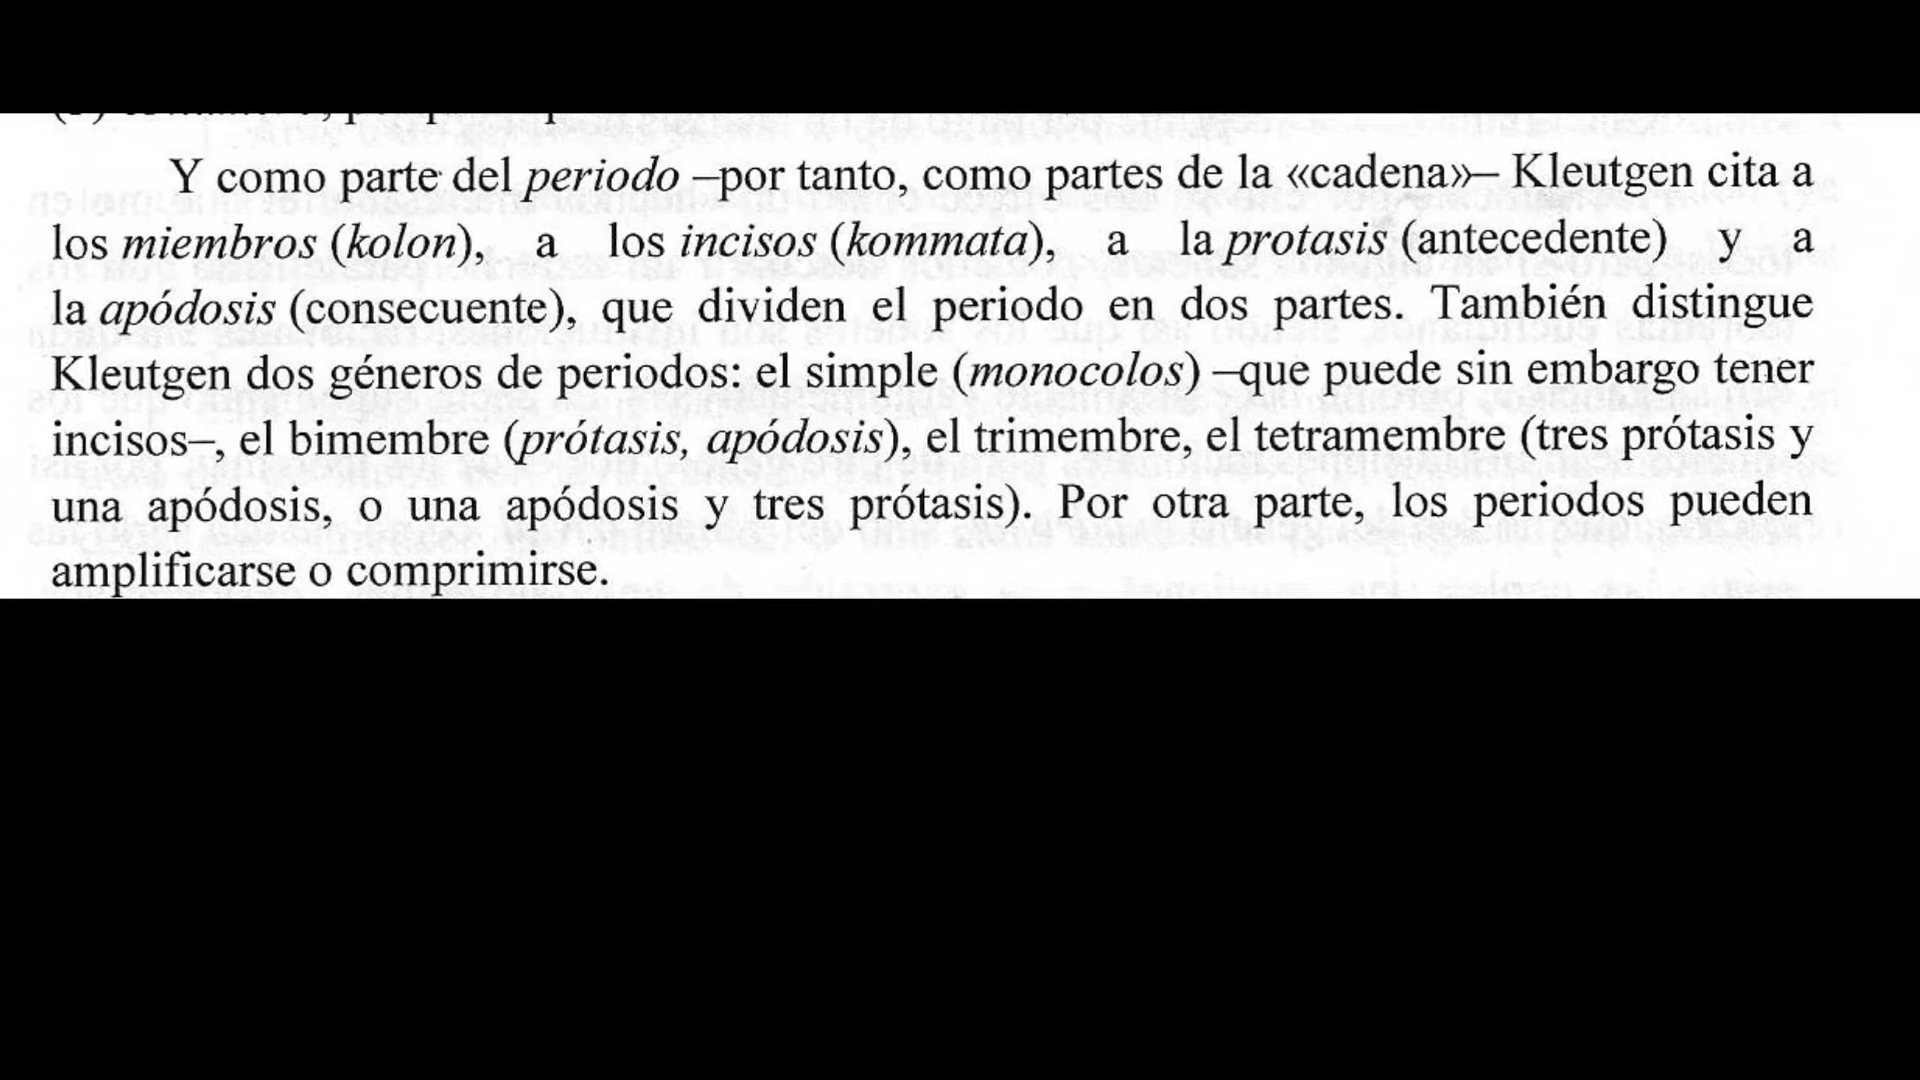 Y como parte del periodo –por tanto, como partes de la «cadena»– Kleutgen cita a
los miembros (kolon), a los incisos (kommata), a la protasis (antecedente) y a
la apódosis (consecuente), que dividen el periodo en dos partes. También distingue
Kleutgen dos géneros de periodos: el simple (monocolos) –que puede sin embargo tener
incisos–, el bimembre (prótasis, apódosis), el trimembre, el tetramembre (tres prótasis y
una apódosis, o una apódosis y tres prótasis). Por otra parte, los periodos pueden
amplificarse o comprimirse.